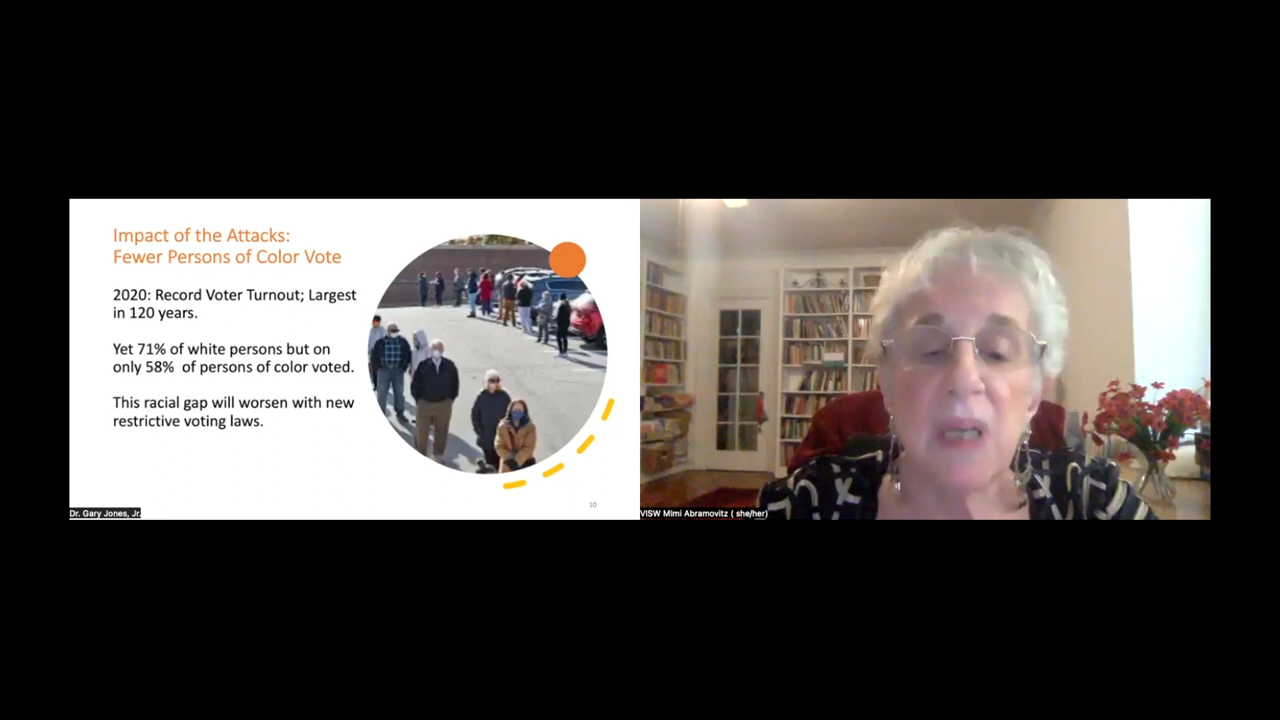 Impact of the Attacks:
Fewer Persons of Color Vote
2020: Record Voter Turnout; Largest
in 120 years.
Yet 71% of white persons but on
only 58% of persons of color voted.
This racial gap will worsen with new
restrictive voting laws.
10
Dr. Gary Jones, Jr.
VISW MImi Abramovitz ( she/her)